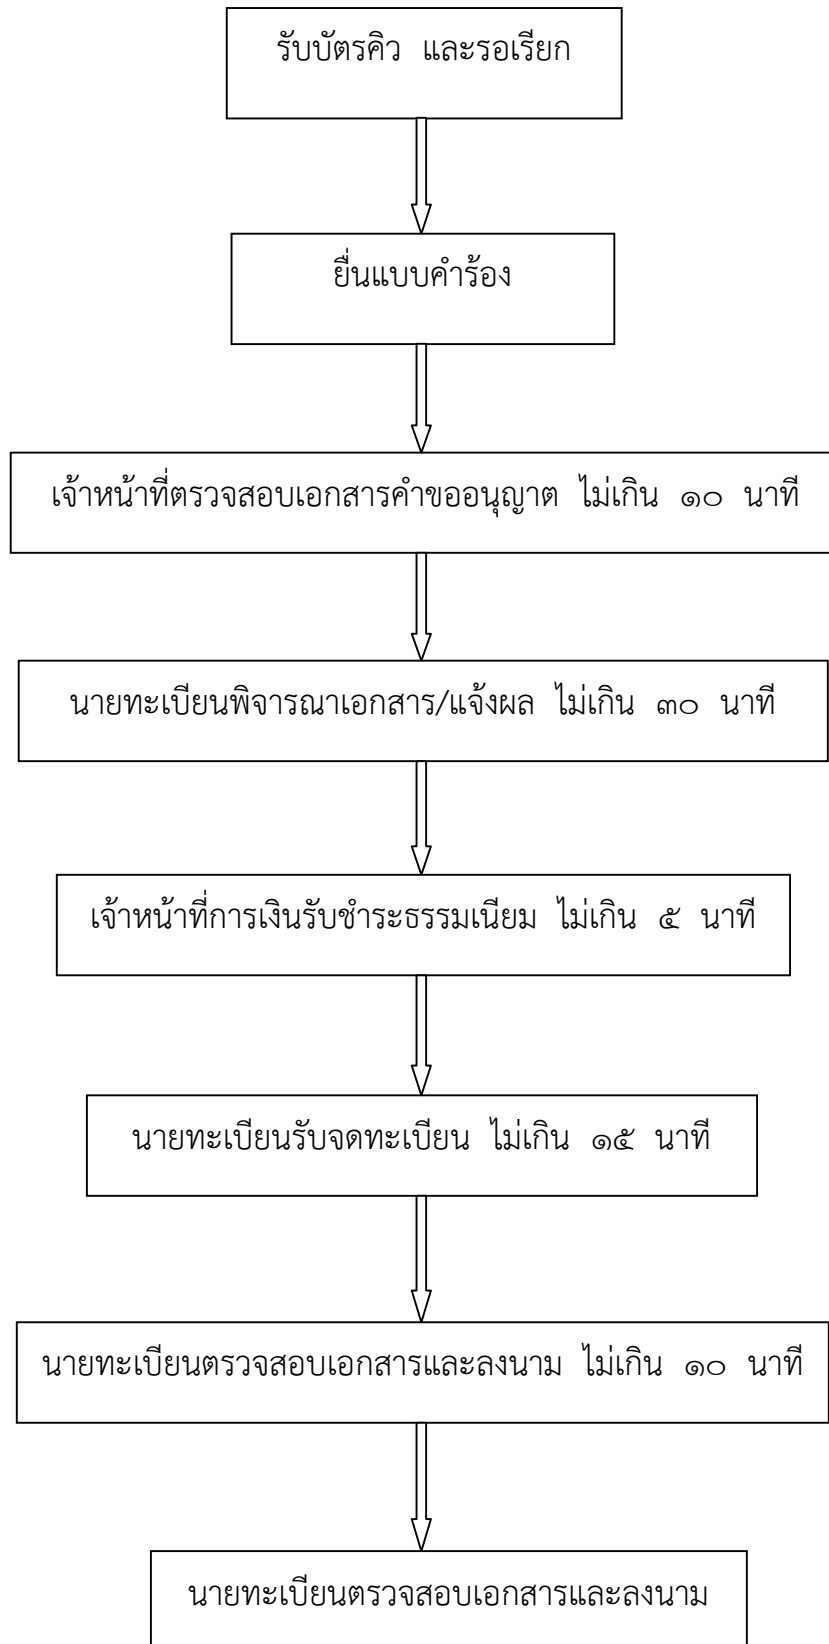 รับบัตรคิว และรอเรียก
ยื่นแบบคำร้อง
เจ้าหน้าที่ตรวจสอบเอกสารคำขออนุญาต ไม่เกิน ๑๐ นาที
นายทะเบียนพิจารณาเอกสาร/แจ้งผล ไม่เกิน ๓๐ นาที
เจ้าหน้าที่การเงินรับชำระธรรมเนียม ไม่เกิน ๕ นาที
นายทะเบียนรับจดทะเบียน ไม่เกิน ๑๕ นาที
นายทะเบียนตรวจสอบเอกสารและลงนาม ไม่เกิน ๑๐ นาที
นายทะเบียนตรวจสอบเอกสารและลงนาม